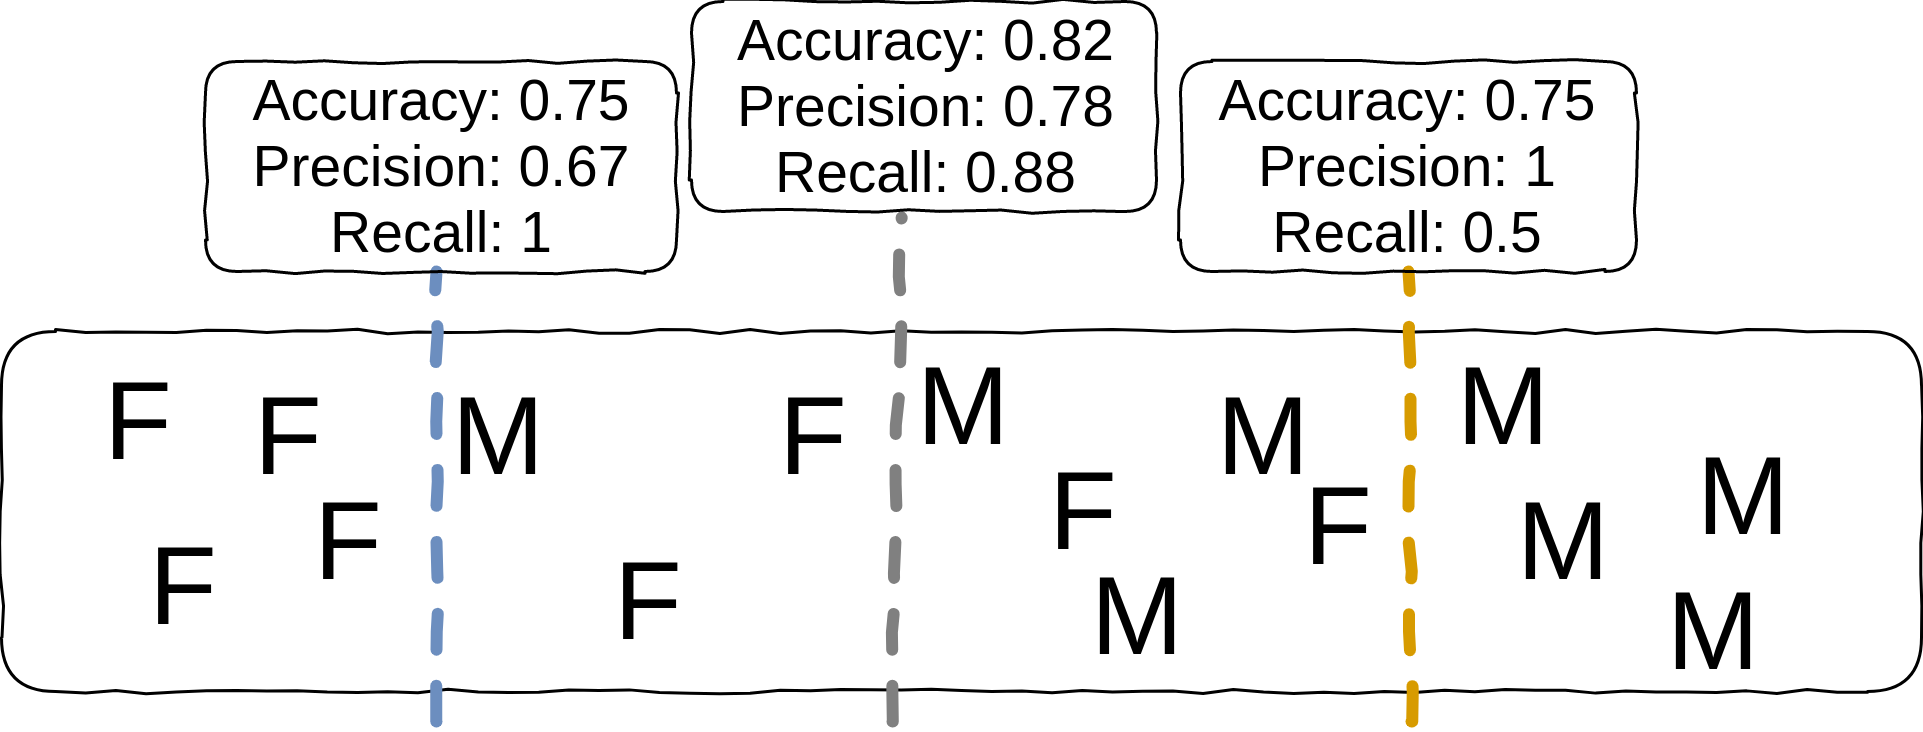 Accuracy: 0.75
Precision: 0.67
Recall: 1
Accuracy: 0.82
Precision: 0.78
Recall: 0.88
Accuracy: 0.75
Precision: 1
Recall: 0.5
F F M F M M M
F F F F M F M M
F M M